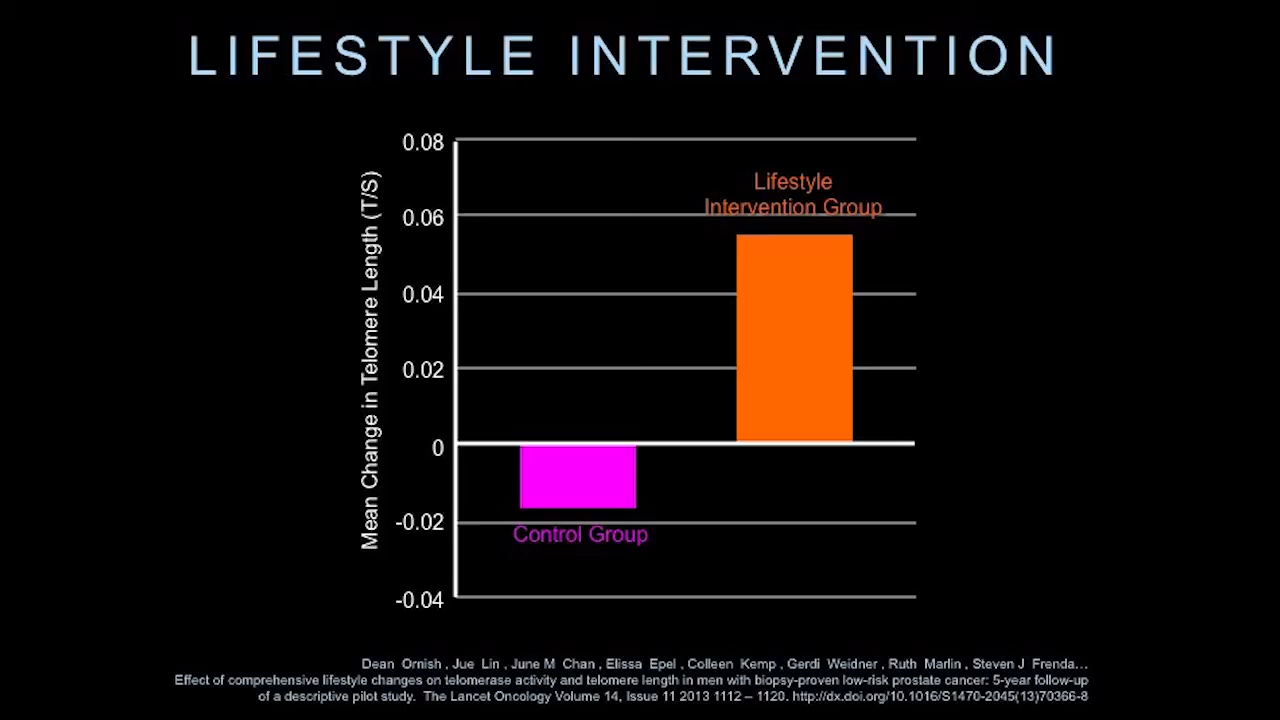 LIFESTYLE INTERVENTION
0.08
Lifestyle
Intervention Group
0.06
0.04
0.02
0
-0.02
-0.04
Mean Change in Telomere Length (T/S)
Control Group
Dean Ornish , Jue Lin , June M Chan , Elissa Epel , Colleen Kemp , Gerdi Weidner , Ruth Marlin , Steven J Frenda...
Effect of comprehensive lifestyle changes on telomerase activity and telomere length in men with biopsy-proven low-risk prostate cancer: 5-year follow-up
of a descriptive pilot study. The Lancet Oncology Volume 14, Issue 11 2013 1112 – 1120. http://dx.doi.org/10.1016/S1470-2045(13)70366-8